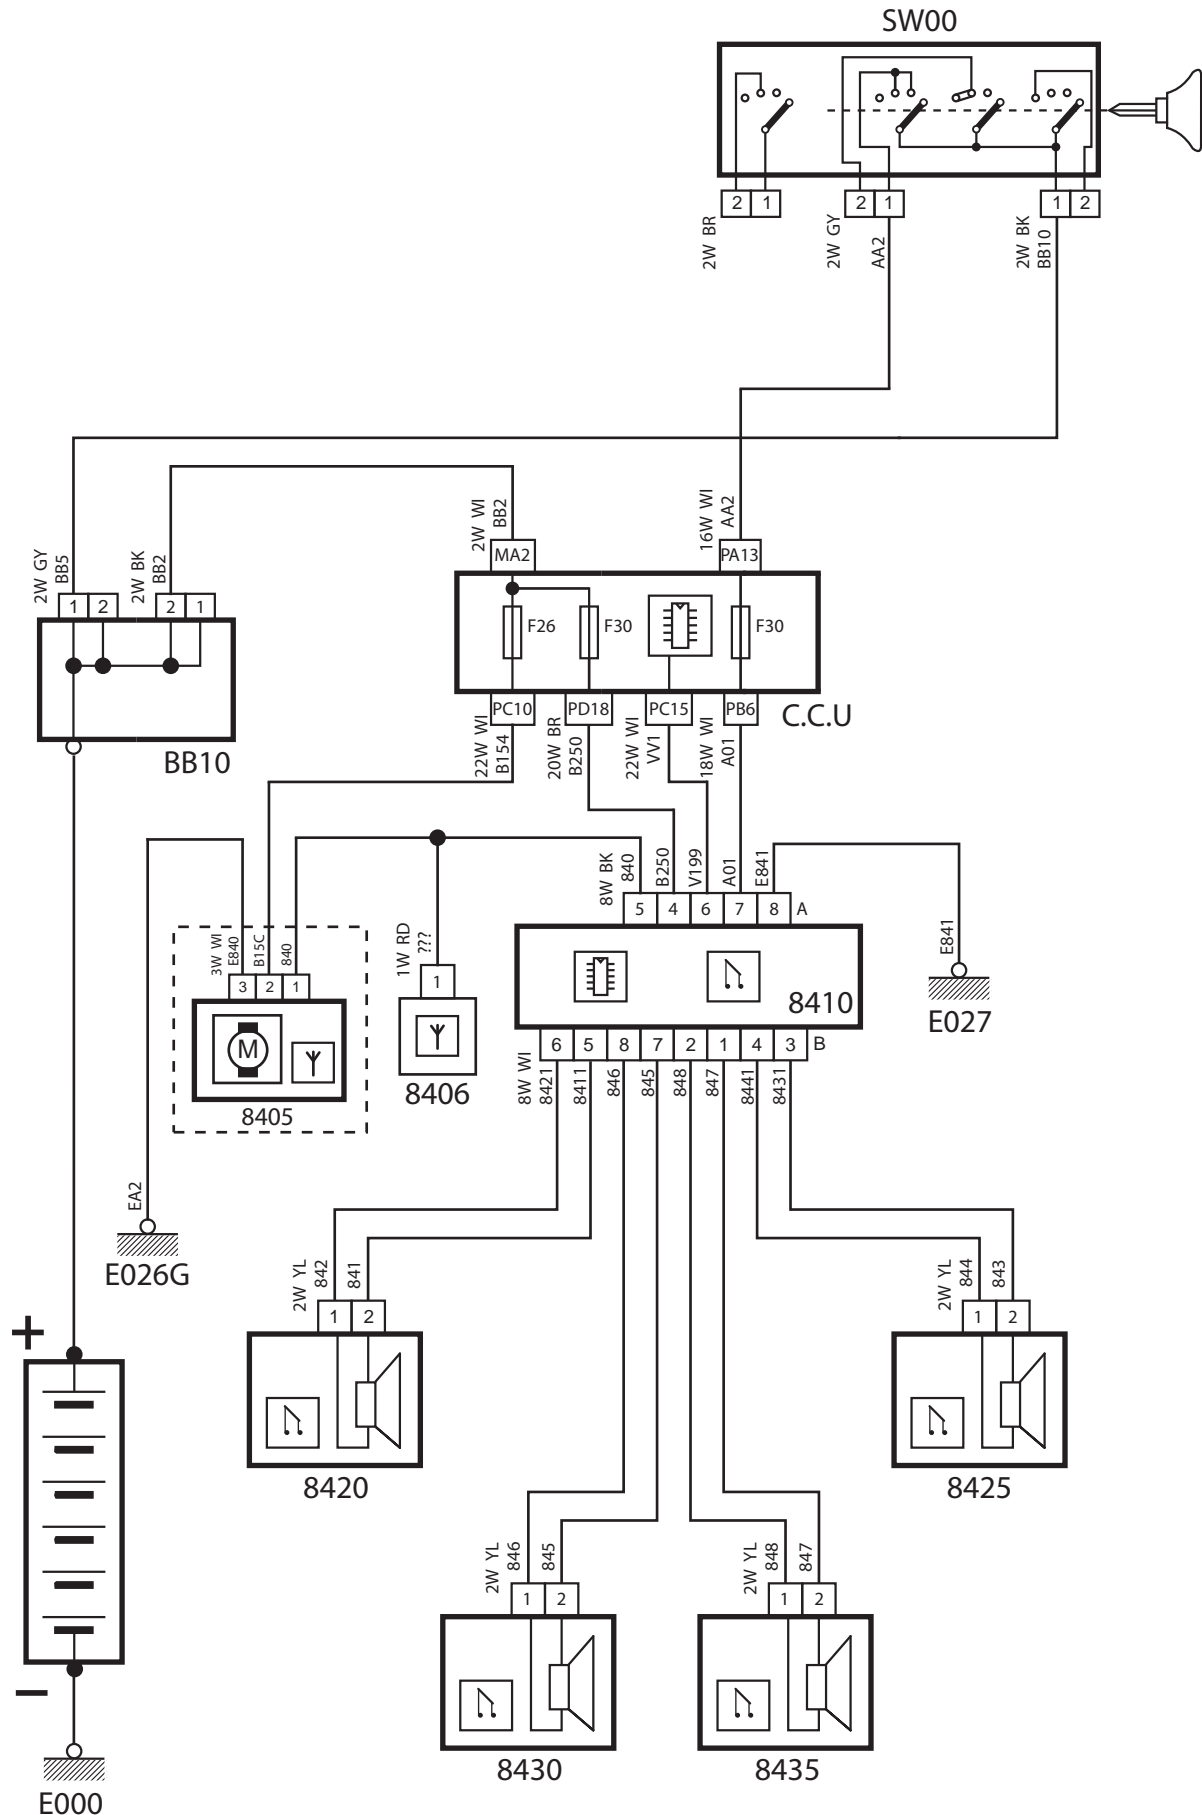 SW00
2 1
2 1
1 2
2W BR
2W GY
AA2
2W BK
BB10
2W WI
BB2
16W WI
AA2
2W GY
BB5
2W BK
BB2
MA2
PA13
1 2
2 1
F26
F30
F30
PC10
PD18
PC15
PB6
C.C.U
BB10
22W WI
B154
20W BR
B250
22W WI
VV1
18W WI
A01
8W BK
840
B250
V199
A01
E841
5 4 6 7 8 A
3W WI
E840
B15C
840
1W RD
???
E841
3 2 1
1
8410
E027
M
8405
8406
6 5 8 7 2 1 4 3 B
8W WI
8421
8411
846
845
848
847
8441
8431
EA2
E026G
2W YL
842
841
2W YL
844
843
1 2
1 2
+
8420
8425
2W YL
846
845
2W YL
848
847
1 2
1 2
–
8430
8435
E000